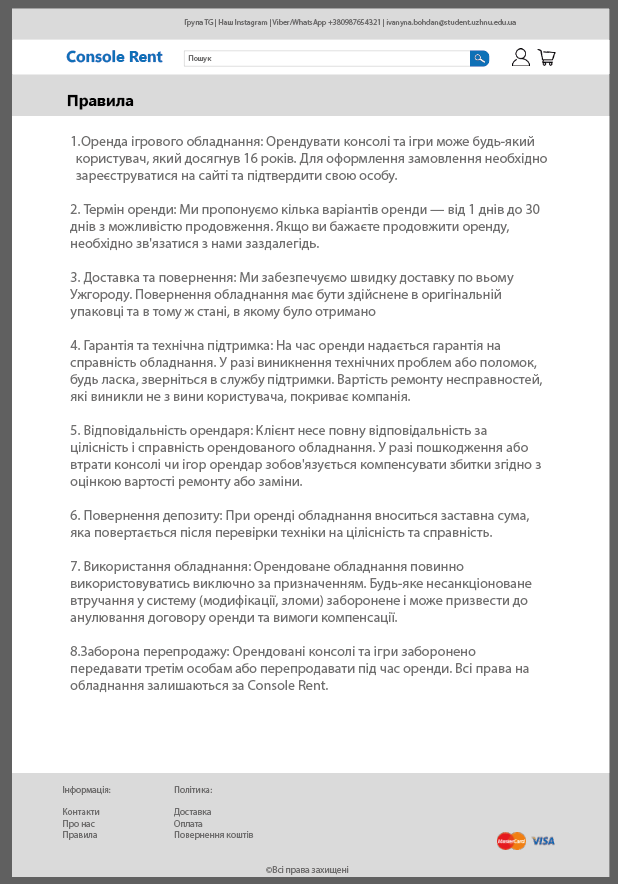 Група TG | Наш Instagram | Viber/WhatsApp +380987654321 | ivanyna.bohdan@student.uzhnu.edu.ua
Console Rent
Пошук
Правила
1.Оренда ігрового обладнання: Орендувати консолі та ігри може будь-який
користувач, який досягнув 16 років. Для оформлення замовлення необхідно
зареєструватися на сайті та підтвердити свою особу.
2. Термін оренди: Ми пропонуємо кілька варіантів оренди — від 1 днів до 30
днів з можливістю продовження. Якщо ви бажаєте продовжити оренду,
необхідно зв'язатися з нами заздалегідь.
3. Доставка та повернення: Ми забезпечуємо швидку доставку по вьому
Ужгороду. Повернення обладнання має бути здійснене в оригінальній
упаковці та в тому ж стані, в якому було отримано
4. Гарантія та технічна підтримка: На час оренди надається гарантія на
справність обладнання. У разі виникнення технічних проблем або поломок,
будь ласка, зверніться в службу підтримки. Вартість ремонту несправностей,
які виникли не з вини користувача, покриває компанія.
5. Відповідальність орендаря: Клієнт несе повну відповідальність за
цілісність і справність орендованого обладнання. У разі пошкодження або
втрати консолі чи ігор орендар зобов'язується компенсувати збитки згідно з
оцінкою вартості ремонту або заміни.
6. Повернення депозиту: При оренді обладнання вноситься заставна сума,
яка повертається після перевірки техніки на цілісність та справність.
7. Використання обладнання: Орендоване обладнання повинно
використовуватись виключно за призначенням. Будь-яке несанкціоноване
втручання у систему (модифікації, зломи) заборонене і може призвести до
анулювання договору оренди та вимоги компенсації.
8.Заборона перепродажу: Орендовані консолі та ігри заборонено
передавати третім особам або перепродавати під час оренди. Всі права на
обладнання залишаються за Console Rent.
Інформація:
Контакти
Про нас
Правила
Політика:
Доставка
Оплата
Повернення коштів
MasterCard
VISA
©Всі права захищені